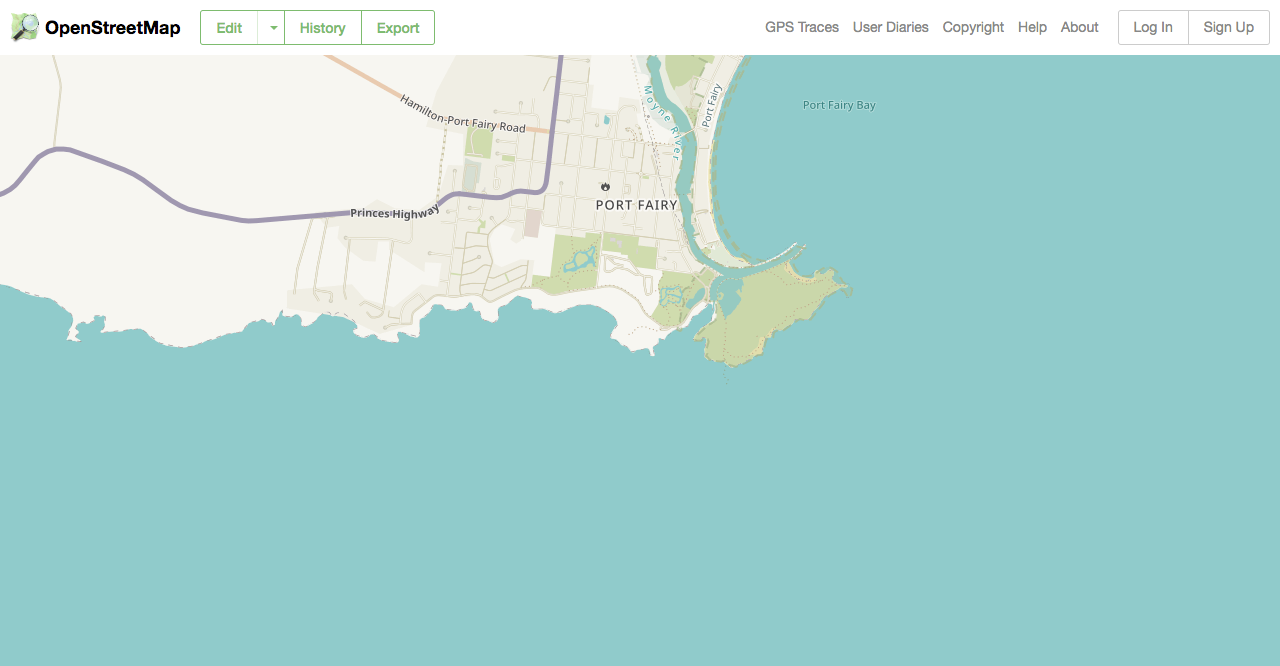 OpenStreetMap
Edit
History
Export
GPS Traces
User Diaries
Copyright
Help
About
Log In
Sign Up
Hamilton-Port Fairy Road
Moyne River
Port Fairy
Port Fairy Bay
PORT FAIRY
Princes Highway